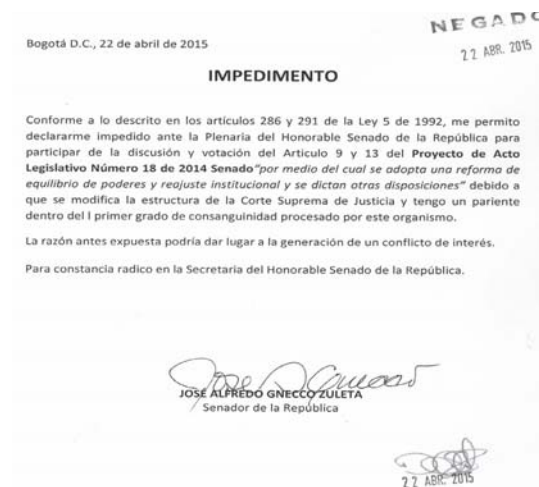 NEGADO
22 ABR. 2015
Bogotá D.C., 22 de abril de 2015
IMPEDIMENTO
Conforme a lo descrito en los artículos 286 y 291 de la Ley 5 de 1992, me permito
declararme impedido ante la Plenaria del Honorable Senado de la República para
participar de la discusión y votación del Artículo 9 y 13 del Proyecto de Acto
Legislativo Número 18 de 2014 Senado"por medio del cual se adopta una reforma de
equilibrio de poderes y reajuste institucional y se dictan otras disposiciones" debido a
que se modifica la estructura de la Corte Suprema de Justicia y tengo un pariente
dentro del I primer grado de consanguinidad procesado por este organismo.
La razón antes expuesta podría dar lugar a la generación de un conflicto de interés.
Para constancia radico en la Secretaria del Honorable Senado de la República.
JOSÉ ALFREDO GNECCO ZULETA
Senador de la República
22 ABR. 2015